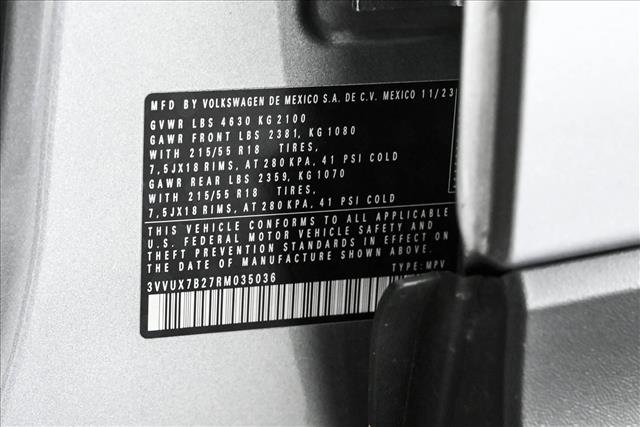 MFD BY VOLKSWAGEN DE MEXICO S.A. DE C.V. MEXICO 11/23
GVWR LBS 4630 KG 2100
GAWR FRONT LBS 2381, KG 1080
WITH 215/55 R18 TIRES,
7,5JX18 RIMS, AT 280 KPA, 41 PSI COLD
GAWR REAR LBS 2359, KG 1070
WITH 215/55 R18 TIRES,
7,5JX18 RIMS, AT 280 KPA, 41 PSI COLD
THIS VEHICLE CONFORMS TO ALL APPLICABLE
U.S. FEDERAL MOTOR VEHICLE SAFETY AND
THEFT PREVENTION STANDARDS IN EFFECT ON
THE DATE OF MANUFACTURE SHOWN ABOVE.
3VVUX7B27RM035036 TYPE: MPV